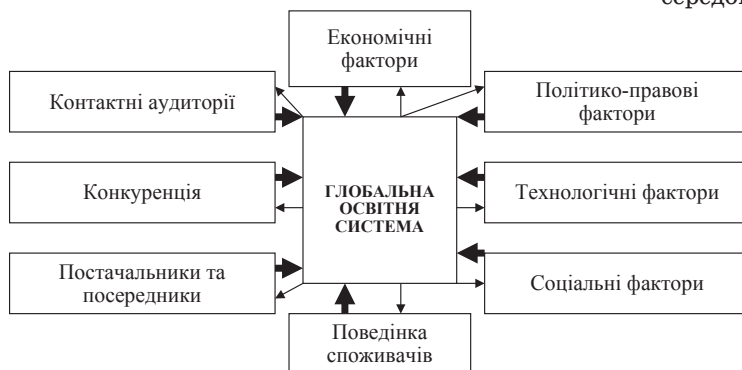 Економічні
фактори
Контактні аудиторії
Політико-правові
фактори
Конкуренція
ГЛОБАЛЬНА
ОСВІТНЯ
СИСТЕМА
Технологічні фактори
Постачальники та
посередники
Соціальні фактори
Поведінка
споживачів